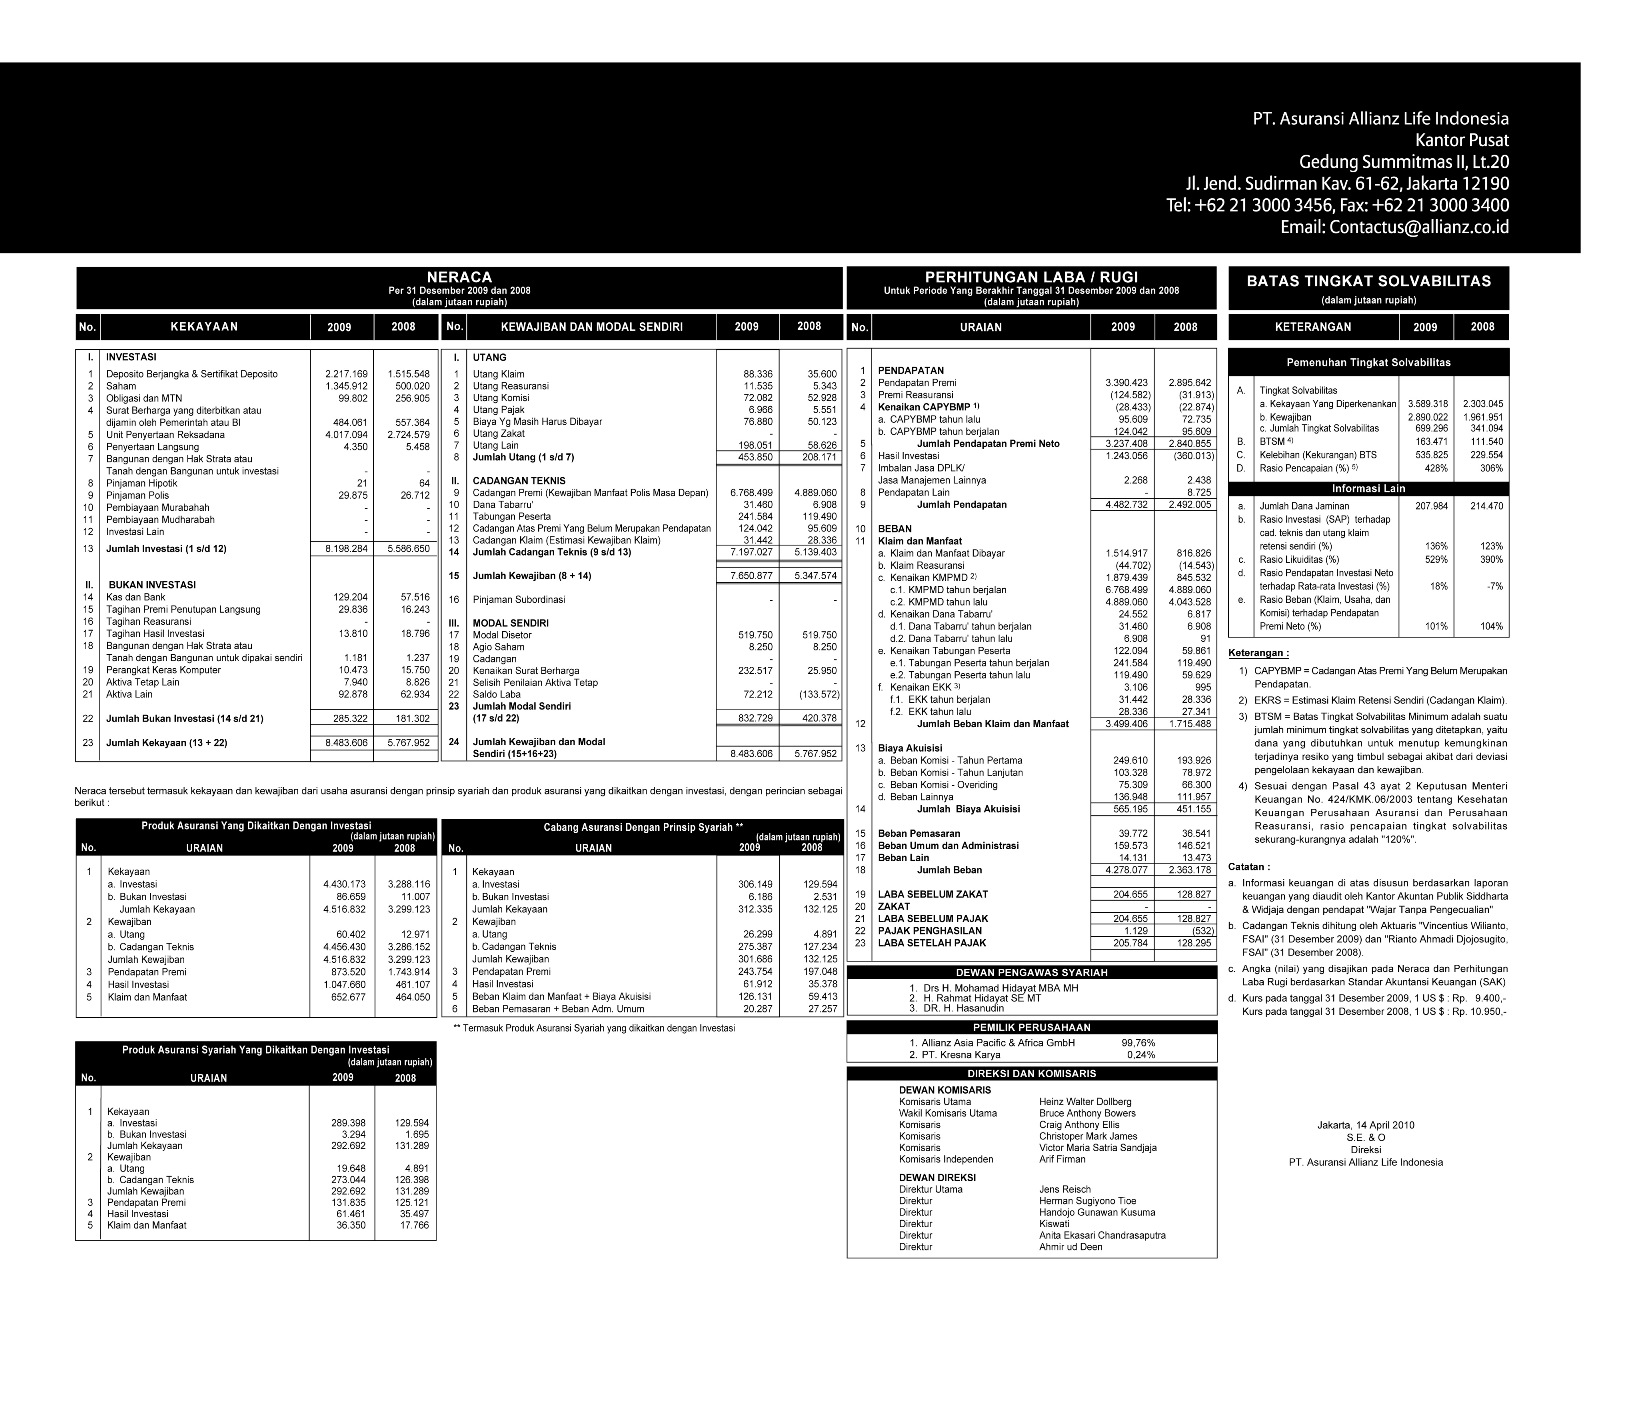 PT. Asuransi Allianz Life Indonesia
Kantor Pusat
Gedung Summitmas II, Lt.20
Jl. Jend. Sudirman Kav. 61-62, Jakarta 12190
Tel: +62 21 3000 3456, Fax: +62 21 3000 3400
Email: Contactus@allianz.co.id
NERACA
Per 31 Desember 2009 dan 2008
(dalam jutaan rupiah)
No. KEKAYAAN 2009 2008
I. INVESTASI
1 Deposito Berjangka & Sertifikat Deposito 2.217.169 1.515.548
2 Saham 1.345.912 500.020
3 Obligasi dan MTN 99.802 256.905
4 Surat Berharga yang diterbitkan atau
dijamin oleh Pemerintah atau BI 484.061 557.364
5 Unit Penyertaan Reksadana 4.017.094 2.724.579
6 Penyertaan Langsung 4.350 5.458
7 Bangunan dengan Hak Strata atau
Tanah dengan Bangunan untuk investasi - -
8 Pinjaman Hipotik 21 64
9 Pinjaman Polis 29.875 26.712
10 Pembiayaan Murabahah - -
11 Pembiayaan Mudharabah - -
12 Investasi Lain - -
13 Jumlah Investasi (1 s/d 12) 8.198.284 5.586.650
II. BUKAN INVESTASI
14 Kas dan Bank 129.204 57.516
15 Tagihan Premi Penutupan Langsung 29.836 16.243
16 Tagihan Reasuransi - -
17 Tagihan Hasil Investasi 13.810 18.796
18 Bangunan dengan Hak Strata atau
Tanah dengan Bangunan untuk dipakai sendiri 1.181 1.237
19 Perangkat Keras Komputer 10.473 15.750
20 Aktiva Tetap Lain 7.940 8.826
21 Aktiva Lain 92.878 62.934
22 Jumlah Bukan Investasi (14 s/d 21) 285.322 181.302
23 Jumlah Kekayaan (13 + 22) 8.483.606 5.767.952
No. KEWAJIBAN DAN MODAL SENDIRI 2009 2008
I. UTANG
1 Utang Klaim 88.336 35.600
2 Utang Reasuransi 11.535 5.343
3 Utang Komisi 72.082 52.928
4 Utang Pajak 6.966 5.551
5 Biaya Yg Masih Harus Dibayar 76.880 50.123
6 Utang Zakat - -
7 Utang Lain 198.051 58.626
8 Jumlah Utang (1 s/d 7) 453.850 208.171
II. CADANGAN TEKNIS
9 Cadangan Premi (Kewajiban Manfaat Polis Masa Depan) 6.768.499 4.889.060
10 Dana Tabarru' 31.460 6.908
11 Tabungan Peserta 241.584 119.490
12 Cadangan Atas Premi Yang Belum Merupakan Pendapatan 124.042 95.609
13 Cadangan Klaim (Estimasi Kewajiban Klaim) 31.442 28.336
14 Jumlah Cadangan Teknis (9 s/d 13) 7.197.027 5.139.403
15 Jumlah Kewajiban (8 + 14) 7.650.877 5.347.574
16 Pinjaman Subordinasi - -
III. MODAL SENDIRI
17 Modal Disetor 519.750 519.750
18 Agio Saham 8.250 8.250
19 Cadangan - -
20 Kenaikan Surat Berharga 232.517 25.950
21 Selisih Penilaian Aktiva Tetap - -
22 Saldo Laba 72.212 (133.572)
23 Jumlah Modal Sendiri
(17 s/d 22) 832.729 420.378
24 Jumlah Kewajiban dan Modal
Sendiri (15+16+23) 8.483.606 5.767.952
Neraca tersebut termasuk kekayaan dan kewajiban dari usaha asuransi dengan prinsip syariah dan produk asuransi yang dikaitkan dengan investasi, dengan perincian sebagai
berikut :
Produk Asuransi Yang Dikaitkan Dengan Investasi
(dalam jutaan rupiah)
No. URAIAN 2009 2008
1 Kekayaan
a. Investasi 4.430.173 3.288.116
b. Bukan Investasi 86.659 11.007
Jumlah Kekayaan 4.516.832 3.299.123
2 Kewajiban
a. Utang 60.402 12.971
b. Cadangan Teknis 4.456.430 3.286.152
Jumlah Kewajiban 4.516.832 3.299.123
3 Pendapatan Premi 873.520 1.743.914
4 Hasil Investasi 1.047.660 461.107
5 Klaim dan Manfaat 652.677 464.050
Cabang Asuransi Dengan Prinsip Syariah **
(dalam jutaan rupiah)
No. URAIAN 2009 2008
1 Kekayaan
a. Investasi 306.149 129.594
b. Bukan Investasi 6.186 2.531
Jumlah Kekayaan 312.335 132.125
2 Kewajiban
a. Utang 26.299 4.891
b. Cadangan Teknis 275.387 127.234
Jumlah Kewajiban 301.686 132.125
3 Pendapatan Premi 243.754 197.048
4 Hasil Investasi 61.912 35.378
5 Beban Klaim dan Manfaat + Biaya Akuisisi 126.131 59.413
6 Beban Pemasaran + Beban Adm. Umum 20.287 27.257
** Termasuk Produk Asuransi Syariah yang dikaitkan dengan Investasi
Produk Asuransi Syariah Yang Dikaitkan Dengan Investasi
(dalam jutaan rupiah)
No. URAIAN 2009 2008
1 Kekayaan
a. Investasi 289.398 129.594
b. Bukan Investasi 3.294 1.695
Jumlah Kekayaan 292.692 131.289
2 Kewajiban
a. Utang 19.648 4.891
b. Cadangan Teknis 273.044 126.398
Jumlah Kewajiban 292.692 131.289
3 Pendapatan Premi 131.835 125.121
4 Hasil Investasi 61.461 35.497
5 Klaim dan Manfaat 36.350 17.766
PERHITUNGAN LABA / RUGI
Untuk Periode Yang Berakhir Tanggal 31 Desember 2009 dan 2008
(dalam jutaan rupiah)
No. URAIAN 2009 2008
1 PENDAPATAN
2 Pendapatan Premi 3.390.423 2.895.642
3 Premi Reasuransi (124.582) (31.913)
4 Kenaikan CAPYBMP 1) (28.433) (22.874)
a. CAPYBMP tahun lalu 95.609 72.735
b. CAPYBMP tahun berjalan 124.042 95.609
5 Jumlah Pendapatan Premi Neto 3.237.408 2.840.855
6 Hasil Investasi 1.243.056 (360.013)
7 Imbalan Jasa DPLK/
Jasa Manajemen Lainnya 2.268 2.438
8 Pendapatan Lain - 8.725
9 Jumlah Pendapatan 4.482.732 2.492.005
10 BEBAN
11 Klaim dan Manfaat
a. Klaim dan Manfaat Dibayar 1.514.917 816.826
b. Klaim Reasuransi (44.702) (14.543)
c. Kenaikan KMPMD 2) 1.879.439 845.532
c.1. KMPMD tahun berjalan 6.768.499 4.889.060
c.2. KMPMD tahun lalu 4.889.060 4.043.528
d. Kenaikan Dana Tabarru' 24.552 6.817
d.1. Dana Tabarru' tahun berjalan 31.460 6.908
d.2. Dana Tabarru' tahun lalu 6.908 91
e. Kenaikan Tabungan Peserta 122.094 59.861
e.1. Tabungan Peserta tahun berjalan 241.584 119.490
e.2. Tabungan Peserta tahun lalu 119.490 59.629
f. Kenaikan EKK 3) 3.106 995
f.1. EKK tahun berjalan 31.442 28.336
f.2. EKK tahun lalu 28.336 27.341
12 Jumlah Beban Klaim dan Manfaat 3.499.406 1.715.488
13 Biaya Akuisisi
a. Beban Komisi - Tahun Pertama 249.610 193.926
b. Beban Komisi - Tahun Lanjutan 103.328 78.972
c. Beban Komisi - Overiding 75.309 66.300
d. Beban Lainnya 136.948 111.957
14 Jumlah Biaya Akuisisi 565.195 451.155
15 Beban Pemasaran 39.772 36.541
16 Beban Umum dan Administrasi 159.573 146.521
17 Beban Lain 14.131 13.473
18 Jumlah Beban 4.278.077 2.363.178
19 LABA SEBELUM ZAKAT 204.655 128.827
20 ZAKAT - -
21 LABA SEBELUM PAJAK 204.655 128.827
22 PAJAK PENGHASILAN 1.129 (532)
23 LABA SETELAH PAJAK 205.784 128.295
DEWAN PENGAWAS SYARIAH
1. Drs H. Mohamad Hidayat MBA MH
2. H. Rahmat Hidayat SE MT
3. DR. H. Hasanudin
PEMILIK PERUSAHAAN
1. Allianz Asia Pacific & Africa GmbH 99,76%
2. PT. Kresna Karya 0,24%
DIREKSI DAN KOMISARIS
DEWAN KOMISARIS
Komisaris Utama Heinz Walter Dollberg
Wakil Komisaris Utama Bruce Anthony Bowers
Komisaris Craig Anthony Ellis
Komisaris Christoper Mark James
Komisaris Victor Maria Satria Sandjaja
Komisaris Independen Arif Firman
DEWAN DIREKSI
Direktur Utama Jens Reisch
Direktur Herman Sugiyono Tioe
Direktur Handojo Gunawan Kusuma
Direktur Kiswati
Direktur Anita Ekasari Chandrasaputra
Direktur Ahmir ud Deen
BATAS TINGKAT SOLVABILITAS
(dalam jutaan rupiah)
KETERANGAN 2009 2008
Pemenuhan Tingkat Solvabilitas
A. Tingkat Solvabilitas
a. Kekayaan Yang Diperkenankan 3.589.318 2.303.045
b. Kewajiban 2.890.022 1.961.951
c. Jumlah Tingkat Solvabilitas 699.296 341.094
B. BTSM 4) 163.471 111.540
C. Kelebihan (Kekurangan) BTS 535.825 229.554
D. Rasio Pencapaian (%) 5) 428% 306%
Informasi Lain
a. Jumlah Dana Jaminan 207.984 214.470
b. Rasio Investasi (SAP) terhadap
cad. teknis dan utang klaim
retensi sendiri (%) 136% 123%
c. Rasio Likuiditas (%) 529% 390%
d. Rasio Pendapatan Investasi Neto
terhadap Rata-rata Investasi (%) 18% -7%
e. Rasio Beban (Klaim, Usaha, dan
Komisi) terhadap Pendapatan
Premi Neto (%) 101% 104%
Keterangan :
1) CAPYBMP = Cadangan Atas Premi Yang Belum Merupakan
Pendapatan.
2) EKRS = Estimasi Klaim Retensi Sendiri (Cadangan Klaim).
3) BTSM = Batas Tingkat Solvabilitas Minimum adalah suatu
jumlah minimum tingkat solvabilitas yang ditetapkan, yaitu
dana yang dibutuhkan untuk menutup kemungkinan
terjadinya resiko yang timbul sebagai akibat dari deviasi
pengelolaan kekayaan dan kewajiban.
4) Sesuai dengan Pasal 43 ayat 2 Keputusan Menteri
Keuangan No. 424/KMK.06/2003 tentang Kesehatan
Keuangan Perusahaan Asuransi dan Perusahaan
Reasuransi, rasio pencapaian tingkat solvabilitas
sekurang-kurangnya adalah "120%".
Catatan :
a. Informasi keuangan di atas disusun berdasarkan laporan
keuangan yang diaudit oleh Kantor Akuntan Publik Siddharta
& Widjaja dengan pendapat "Wajar Tanpa Pengecualian"
b. Cadangan Teknis dihitung oleh Aktuaris "Vincentius Wilianto,
FSAI" (31 Desember 2009) dan "Rianto Ahmadi Djojosugito,
FSAI" (31 Desember 2008).
c. Angka (nilai) yang disajikan pada Neraca dan Perhitungan
Laba Rugi berdasarkan Standar Akuntansi Keuangan (SAK)
d. Kurs pada tanggal 31 Desember 2009, 1 US $ : Rp. 9.400,-
Kurs pada tanggal 31 Desember 2008, 1 US $ : Rp. 10.950,-
Jakarta, 14 April 2010
S.E. & O
Direksi
PT. Asuransi Allianz Life Indonesia